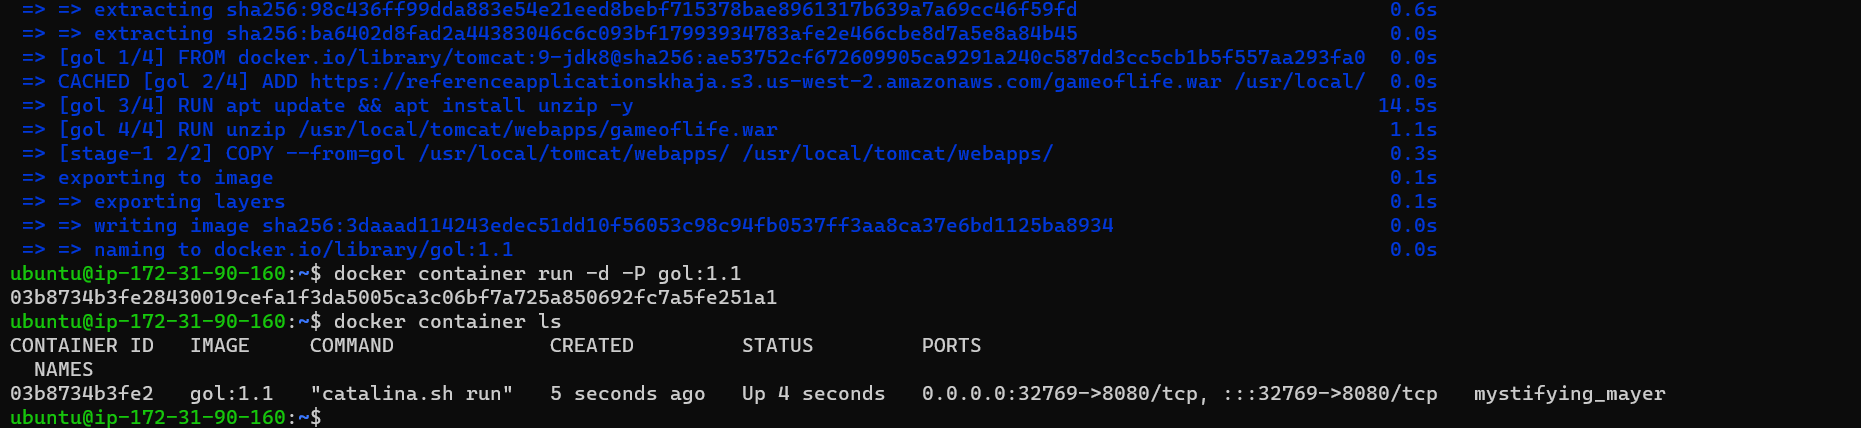 => => extracting sha256:98c436ff99dda883e54e21eed8bebf715378bae8961317b639a7a69cc46f59fd 0.6s
=> => extracting sha256:ba6402d8fad2a44383046c6c093bf17993934783afe2e466cbe8d7a5e8a84b45 0.0s
=> [gol 1/4] FROM docker.io/library/tomcat:9-jdk8@sha256:ae53752cf672609905ca9291a240c587dd3cc5cb1b5f557aa293fa0 0.0s
=> CACHED [gol 2/4] ADD https://referenceapplicationskhaja.s3.us-west-2.amazonaws.com/gameoflife.war /usr/local/ 0.0s
=> [gol 3/4] RUN apt update && apt install unzip -y 14.5s
=> [gol 4/4] RUN unzip /usr/local/tomcat/webapps/gameoflife.war 1.1s
=> [stage-1 2/2] COPY --from=gol /usr/local/tomcat/webapps/ /usr/local/tomcat/webapps/ 0.3s
=> exporting to image 0.1s
=> => exporting layers 0.1s
=> => writing image sha256:3daaad114243edec51dd10f56053c98c94fb0537ff3aa8ca37e6bd1125ba8934 0.0s
=> => naming to docker.io/library/gol:1.1 0.0s
ubuntu@ip-172-31-90-160:~$ docker container run -d -P gol:1.1
03b8734b3fe28430019cefa1f3da5005ca3c06bf7a725a850692fc7a5fe251a1
ubuntu@ip-172-31-90-160:~$ docker container ls
CONTAINER ID IMAGE COMMAND CREATED STATUS PORTS
NAMES
03b8734b3fe2 gol:1.1 "catalina.sh run" 5 seconds ago Up 4 seconds 0.0.0.0:32769->8080/tcp, :::32769->8080/tcp mystifying_mayer
ubuntu@ip-172-31-90-160:~$